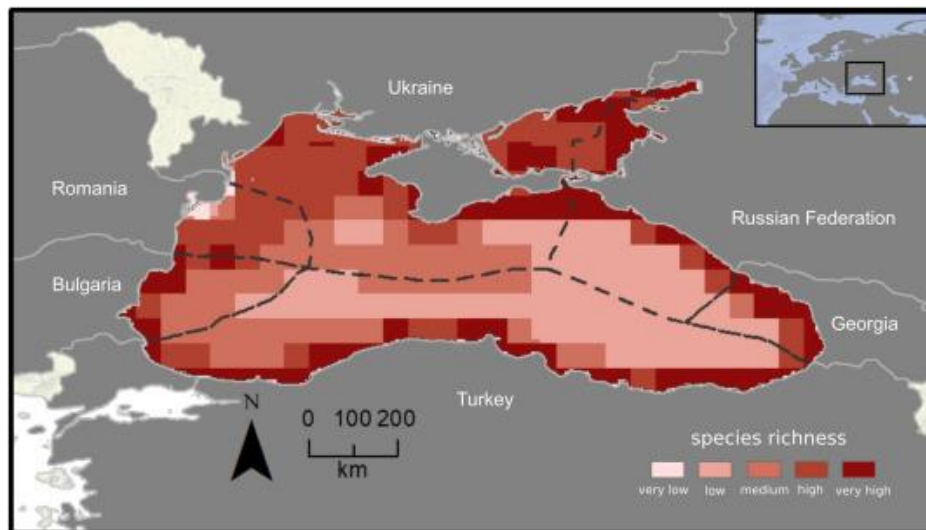 Ukraine
Romania
Russian Federation
Bulgaria
Georgia
Turkey
N
0 100 200
km
species richness
very low low medium high very high